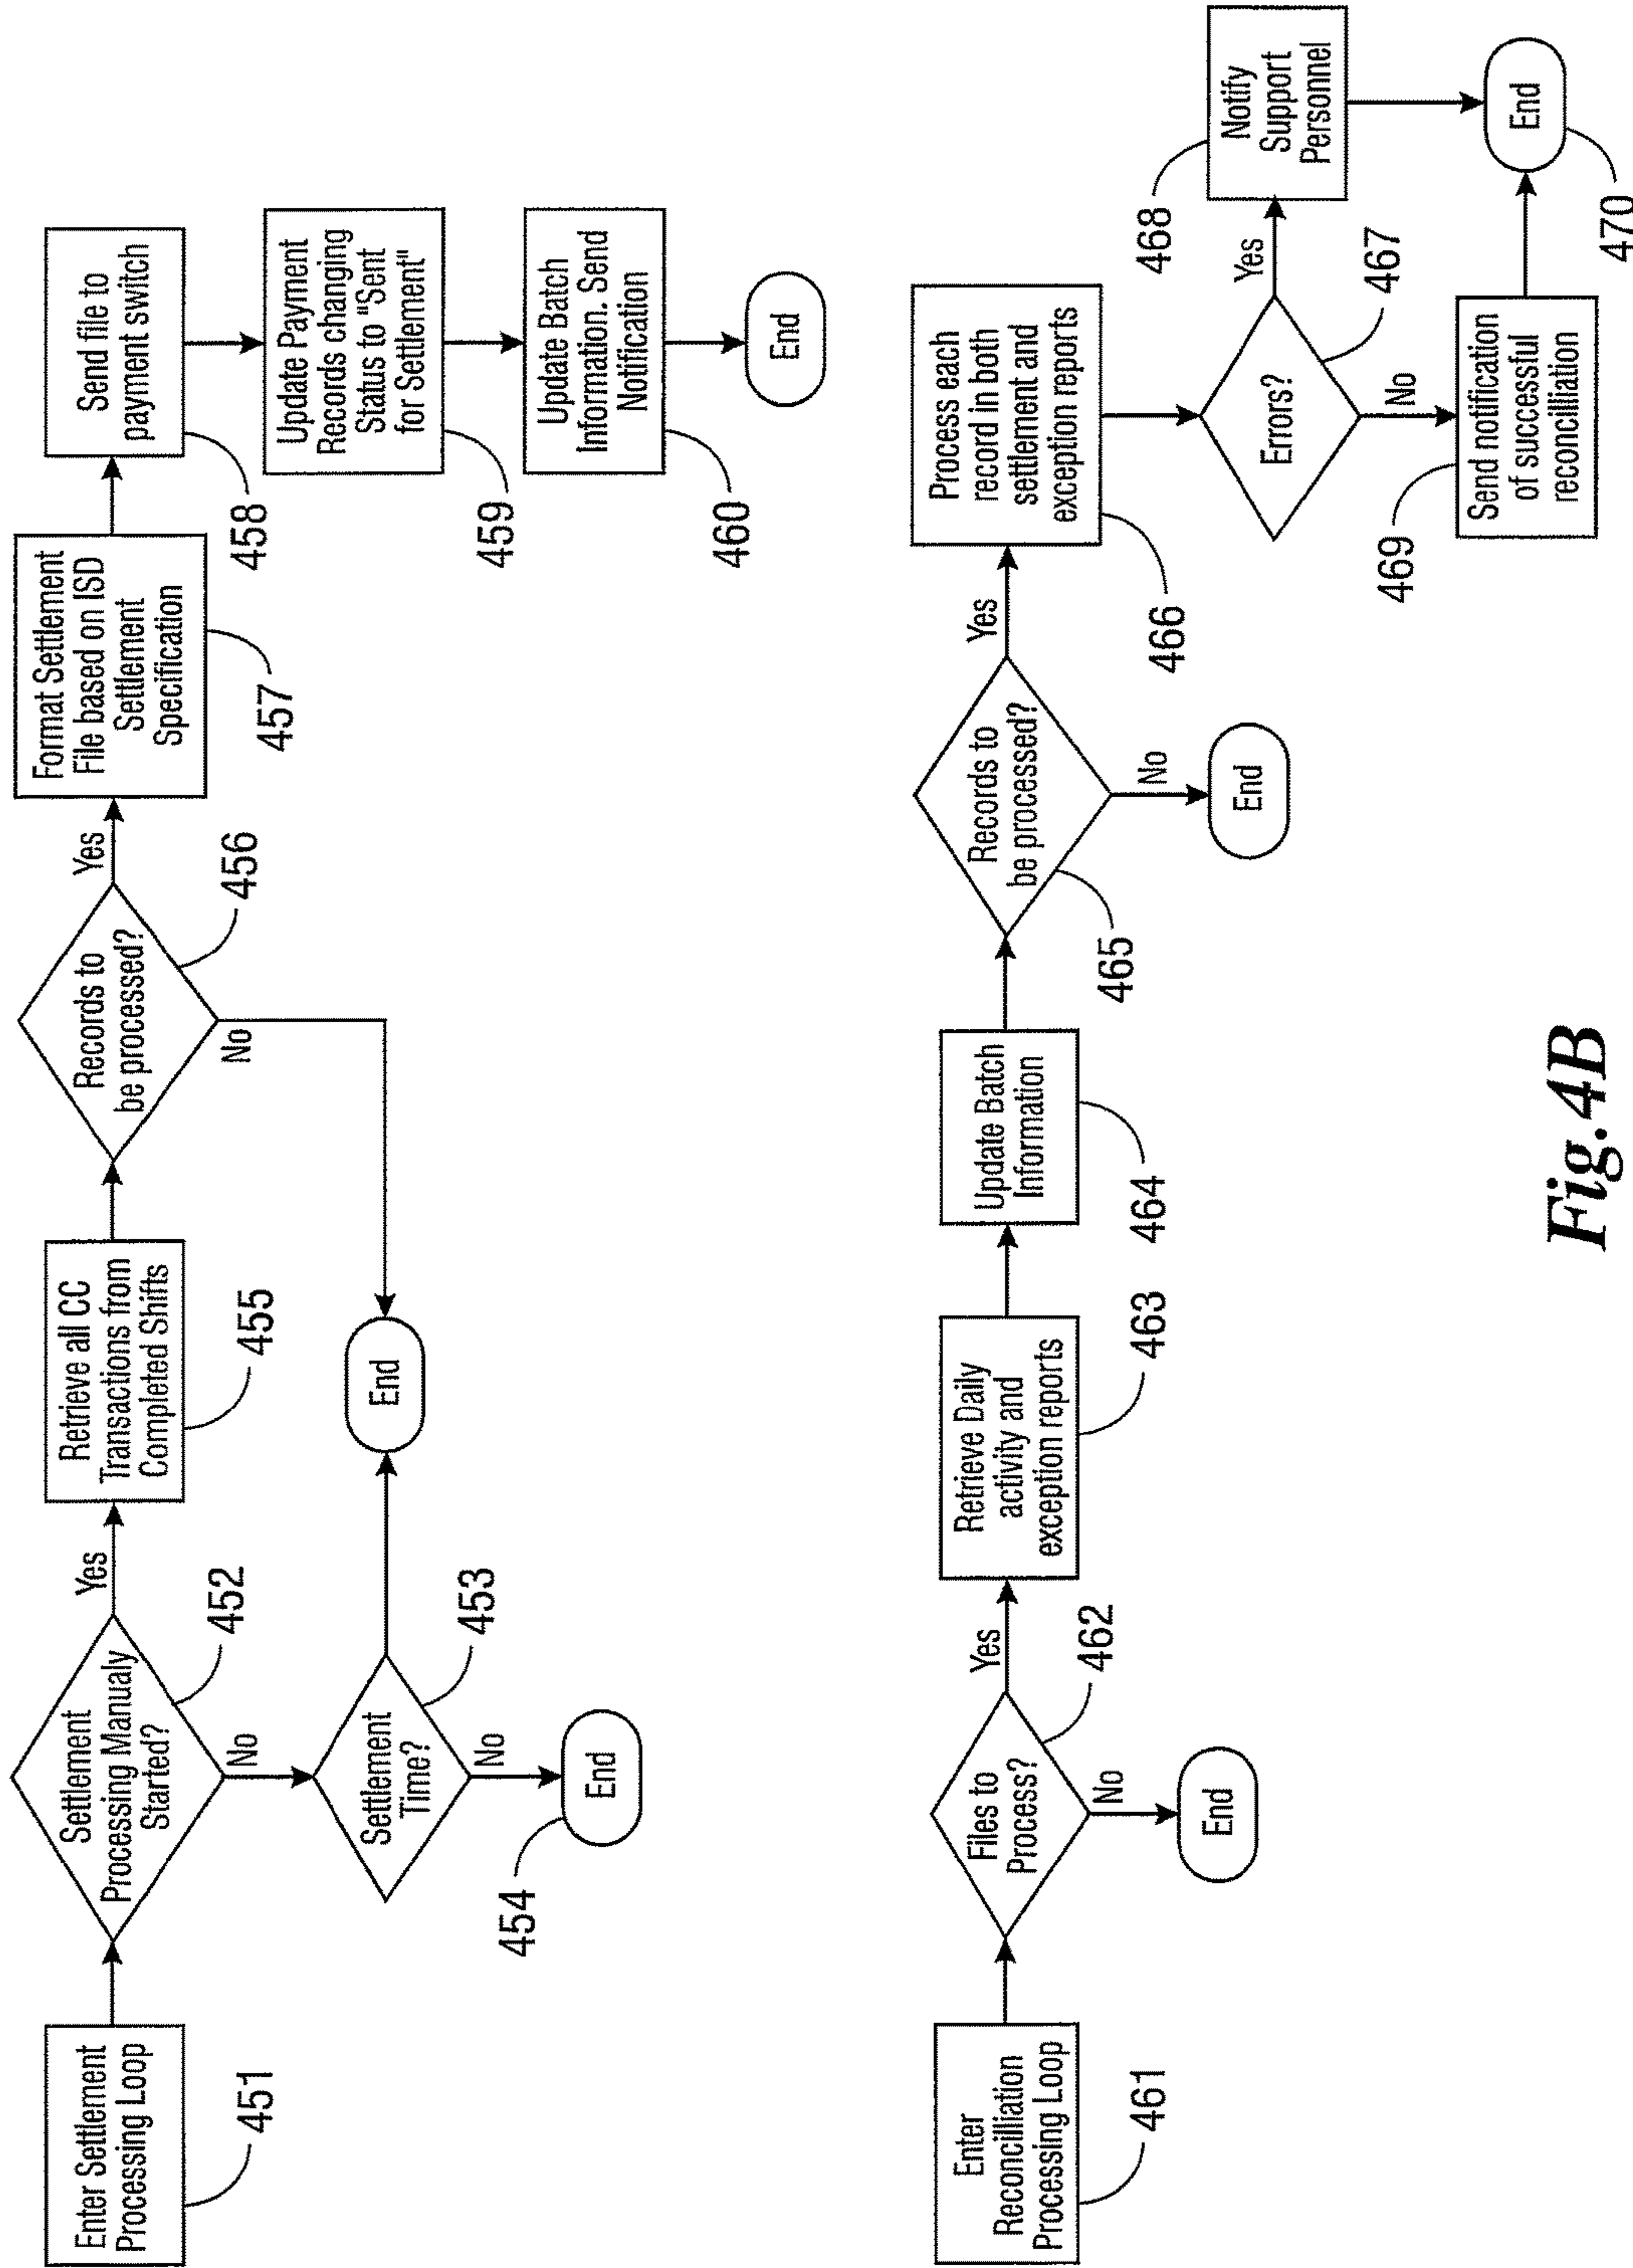 Enter Settlement
Processing Loop
451
Settlement
Processing Manualy
Started?
452
Yes
No
Settlement
Time?
453
No
End
454
Retrieve all CC
Transactions from
Completed Shifts
455
End
Records to
be processed?
456
Yes
No
Format Settlement
File based on ISD
Settlement
Specification
457
Send file to
payment switch
458
Update Payment
Records changing
Status to "Sent
for Settlement"
459
Update Batch
Information. Send
Notification
460
End
Enter
Reconcilliation
Processing Loop
461
Files to
Process?
462
Yes
No
End
Retrieve Daily
activity and
exception reports
463
Update Batch
Information
464
Records to
be processed?
465
Yes
No
End
Process each
record in both
settlement and
exception reports
466
Errors?
467
Yes
No
Notify
Support
Personnel
468
Send notification
of successful
reconcilliation
469
End
470
Fig.4B